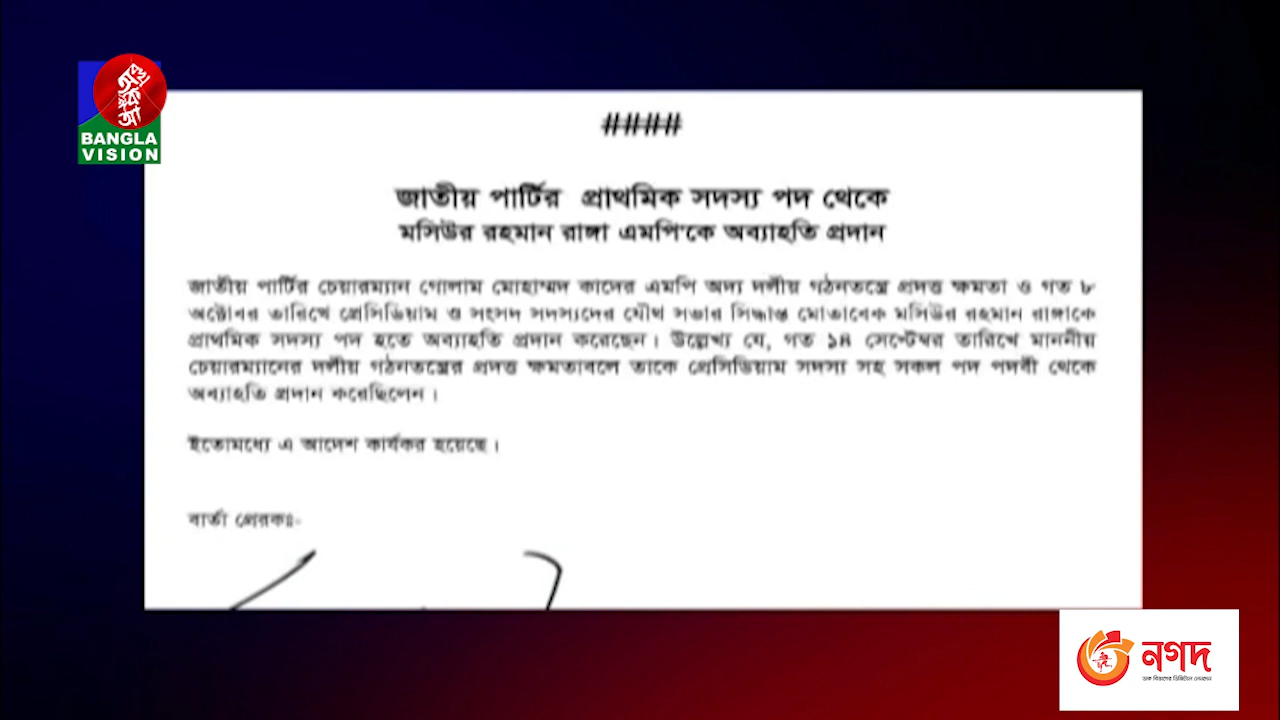 BANGLA
VISION
####
জাতীয় পার্টির প্রাথমিক সদস্য পদ থেকে
মসিউর রহমান রাঙ্গা এমপি'কে অব্যাহতি প্রদান
জাতীয় পার্টির চেয়ারম্যান গোলাম মোহাম্মদ কাদের এমপি অদ্য দলীয় গঠনতন্ত্রে প্রদত্ত ক্ষমতা ও গত ৮
অক্টোবর তারিখে প্রেসিডিয়াম ও সংসদ সদস্যদের যৌথ সভার সিদ্ধান্ত মোতাবেক মসিউর রহমান রাঙ্গাকে
প্রাথমিক সদস্য পদ হতে অব্যাহতি প্রদান করেছেন। উল্লেখ্য যে, গত ১৪ সেপ্টেম্বর তারিখে মাননীয়
চেয়ারম্যানের দলীয় গঠনতন্ত্রের প্রদত্ত ক্ষমতাবলে তাকে প্রেসিডিয়াম সদস্য সহ সকল পদ পদবী থেকে
অব্যাহতি প্রদান করেছিলেন।
ইতোমধ্যে এ আদেশ কার্যকর হয়েছে।
বার্তা প্রেরকঃ-
নগদ
ডাক বিভাগের ডিজিটাল লেনদেন